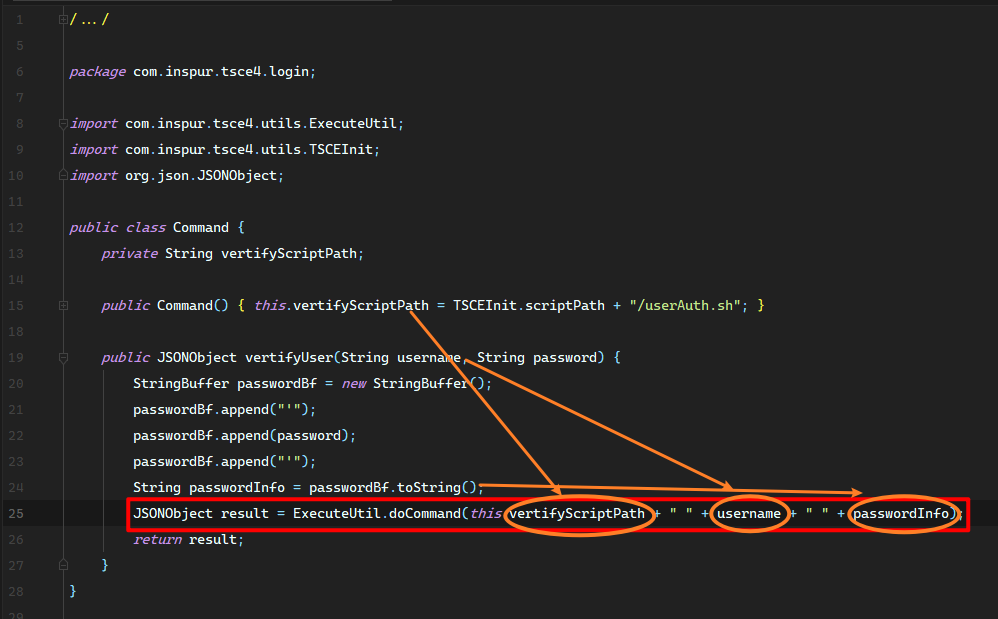 1 /.../
5
6 package com.inspur.tsce4.login;
7
8 import com.inspur.tsce4.utils.ExecuteUtil;
9 import com.inspur.tsce4.utils.TSCEInit;
10 import org.json.JSONObject;
11
12 public class Command {
13 private String vertifyScriptPath;
14
15 public Command() { this.vertifyScriptPath = TSCEInit.scriptPath + "/userAuth.sh"; }
18
19 public JSONObject vertifyUser(String username, String password) {
20 StringBuffer passwordBf = new StringBuffer();
21 passwordBf.append("'");
22 passwordBf.append(password);
23 passwordBf.append("'");
24 String passwordInfo = passwordBf.toString();
25 JSONObject result = ExecuteUtil.doCommand(this.vertifyScriptPath + " " + username + " " + passwordInfo);
26 return result;
27 }
28 }
29